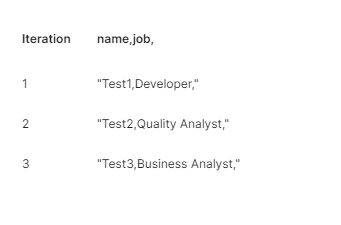 Iteration name,job,
1 "Test1,Developer,"
2 "Test2,Quality Analyst,"
3 "Test3,Business Analyst,"